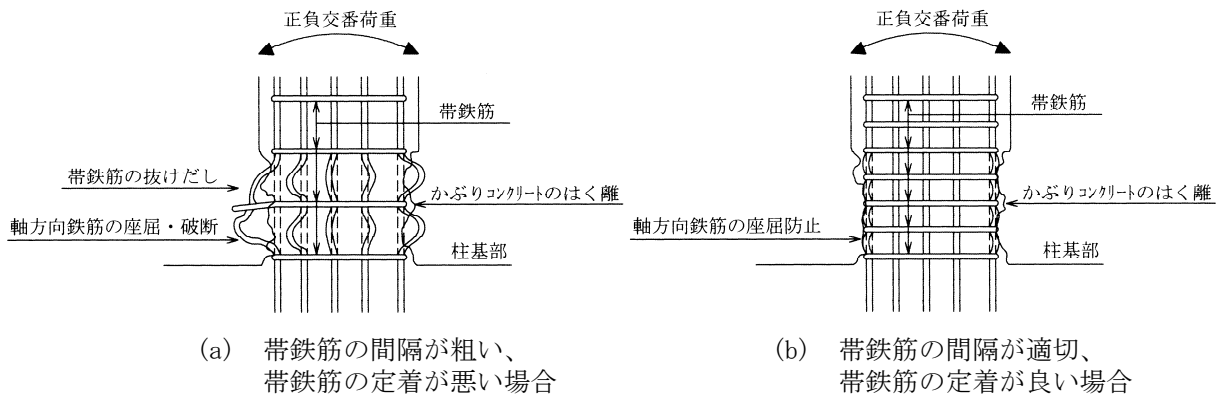 正負交番荷重
帯鉄筋
帯鉄筋の抜けだし
かぶりコンクリートのはく離
軸方向鉄筋の座屈・破断
柱基部
(a) 帯鉄筋の間隔が粗い、
帯鉄筋の定着が悪い場合
正負交番荷重
帯鉄筋
かぶりコンクリートのはく離
軸方向鉄筋の座屈防止
柱基部
(b) 帯鉄筋の間隔が適切、
帯鉄筋の定着が良い場合